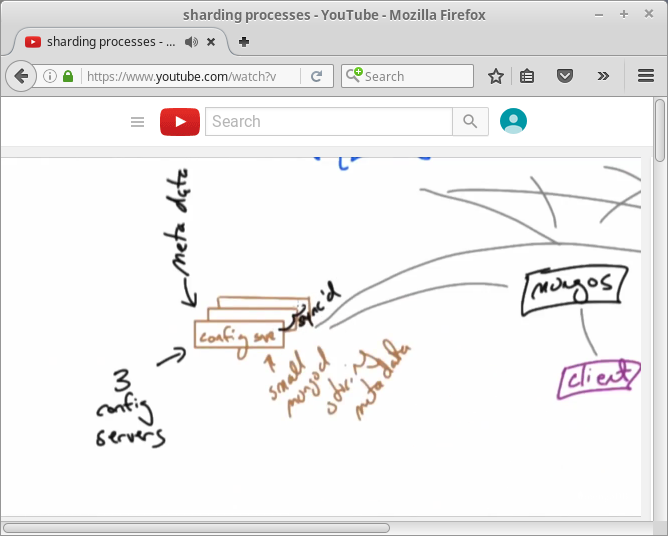 sharding processes - YouTube - Mozilla Firefox
sharding processes - ...
https://www.youtube.com/watch?v
Search
Search
meta data
sync'd
config svr
mongos
client
small
mongod
storing
meta data
3
config
servers